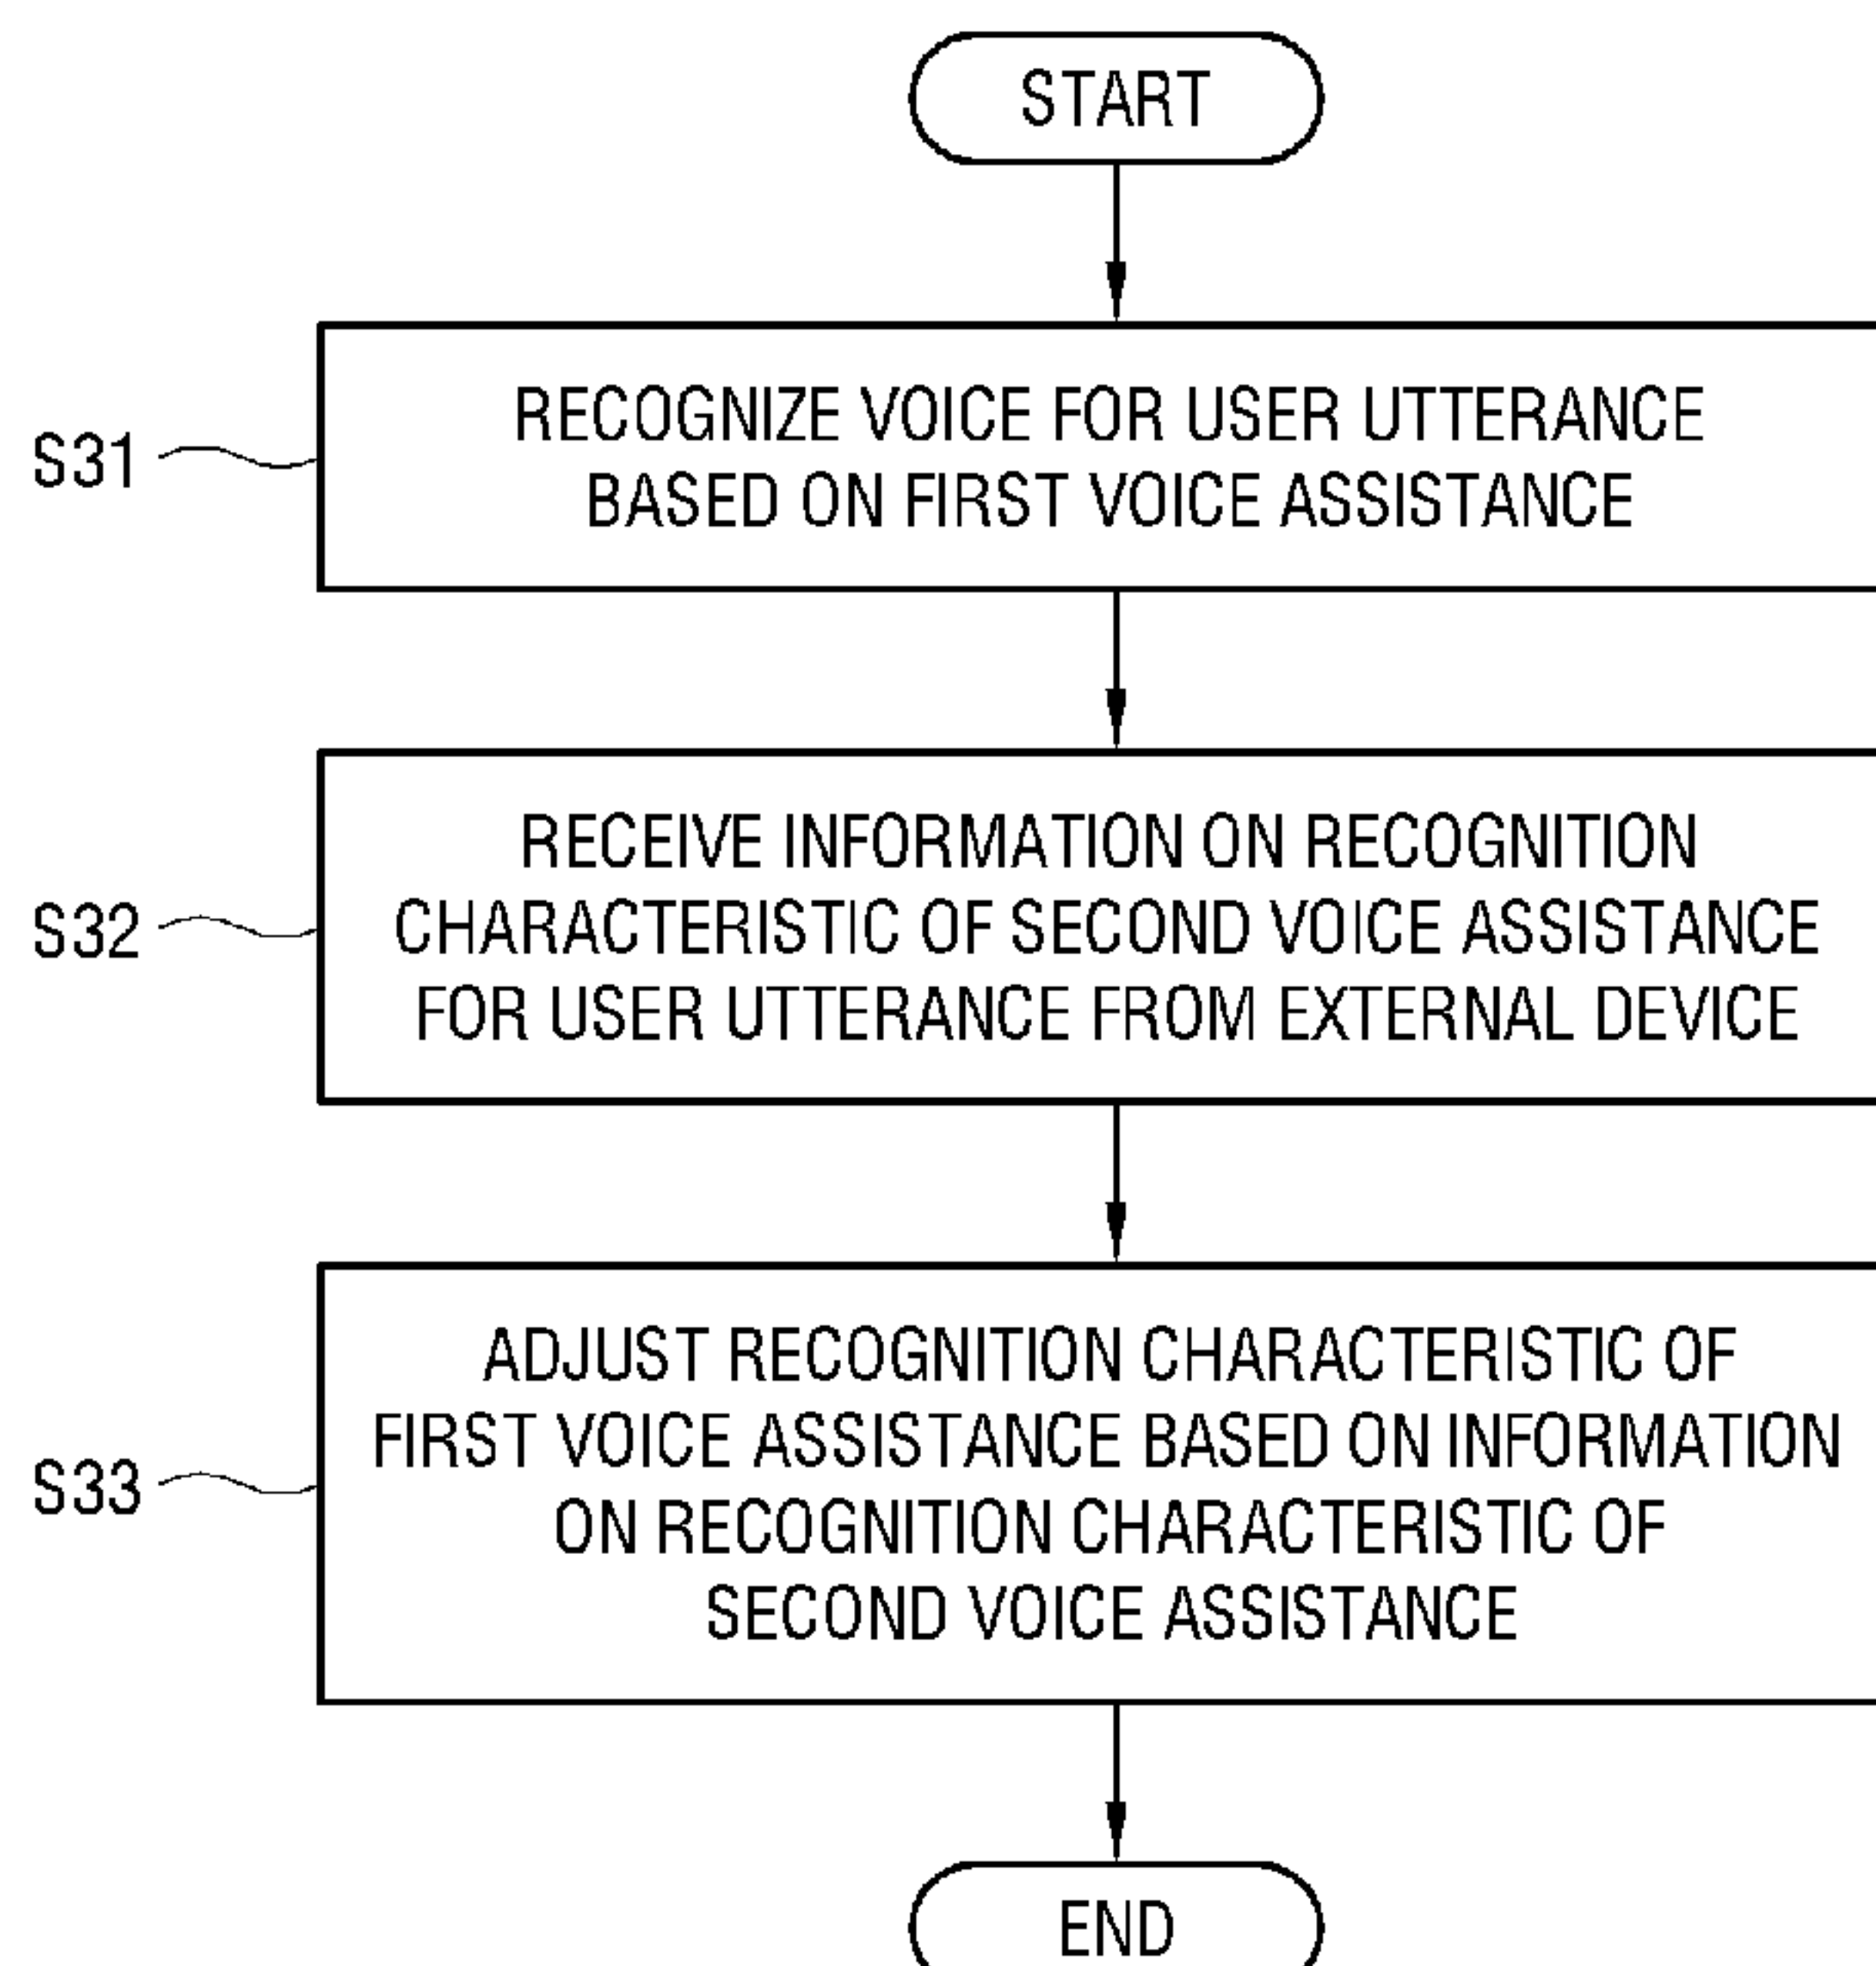 START
S31
RECOGNIZE VOICE FOR USER UTTERANCE
BASED ON FIRST VOICE ASSISTANCE
S32
RECEIVE INFORMATION ON RECOGNITION
CHARACTERISTIC OF SECOND VOICE ASSISTANCE
FOR USER UTTERANCE FROM EXTERNAL DEVICE
S33
ADJUST RECOGNITION CHARACTERISTIC OF
FIRST VOICE ASSISTANCE BASED ON INFORMATION
ON RECOGNITION CHARACTERISTIC OF
SECOND VOICE ASSISTANCE
END